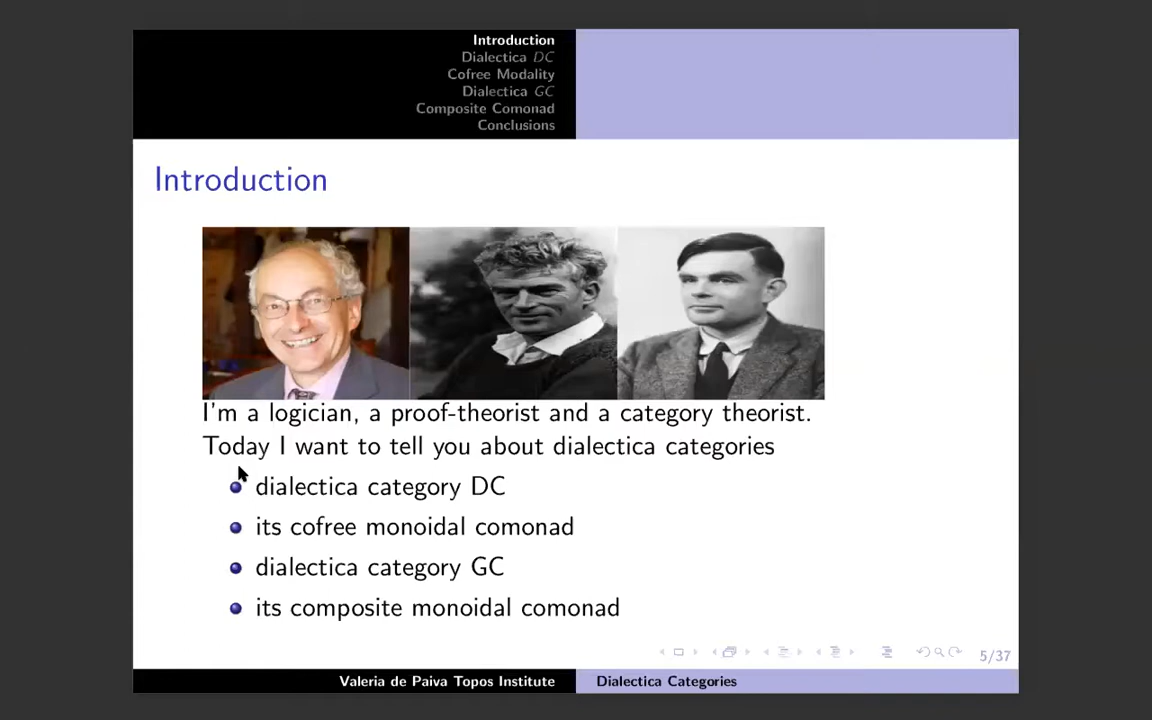 Introduction
Dialectica DC
Cofree Modality
Dialectica GC
Composite Comonad
Conclusions
Introduction
I'm a logician, a proof-theorist and a category theorist.
Today I want to tell you about dialectica categories
dialectica category DC
its cofree monoidal comonad
dialectica category GC
its composite monoidal comonad
5/37
Valeria de Paiva Topos Institute
Dialectica Categories